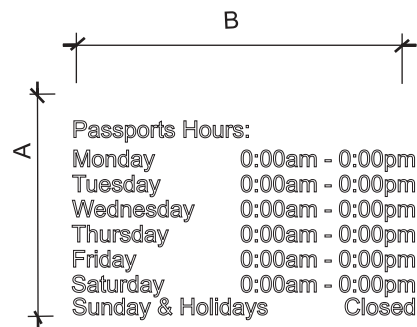 B
A
Passports Hours:
Monday 0:00am - 0:00pm
Tuesday 0:00am - 0:00pm
Wednesday 0:00am - 0:00pm
Thursday 0:00am - 0:00pm
Friday 0:00am - 0:00pm
Saturday 0:00am - 0:00pm
Sunday & Holidays Closed